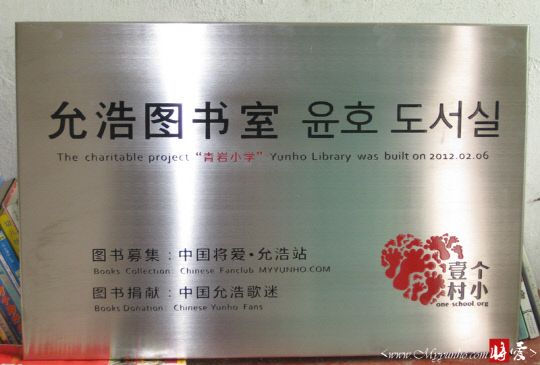 允浩图书室 윤호 도서실
The charitable project “青岩小学” Yunho Library was built on 2012.02.06
图书募集：中国将爱·允浩站
Books Collection: Chinese Fanclub MYYUNHO.COM
图书捐献：中国允浩歌迷
Books Donation: Chinese Yunho Fans
壹个
村小
one-school.org
<www.Myyunho.com 将爱>